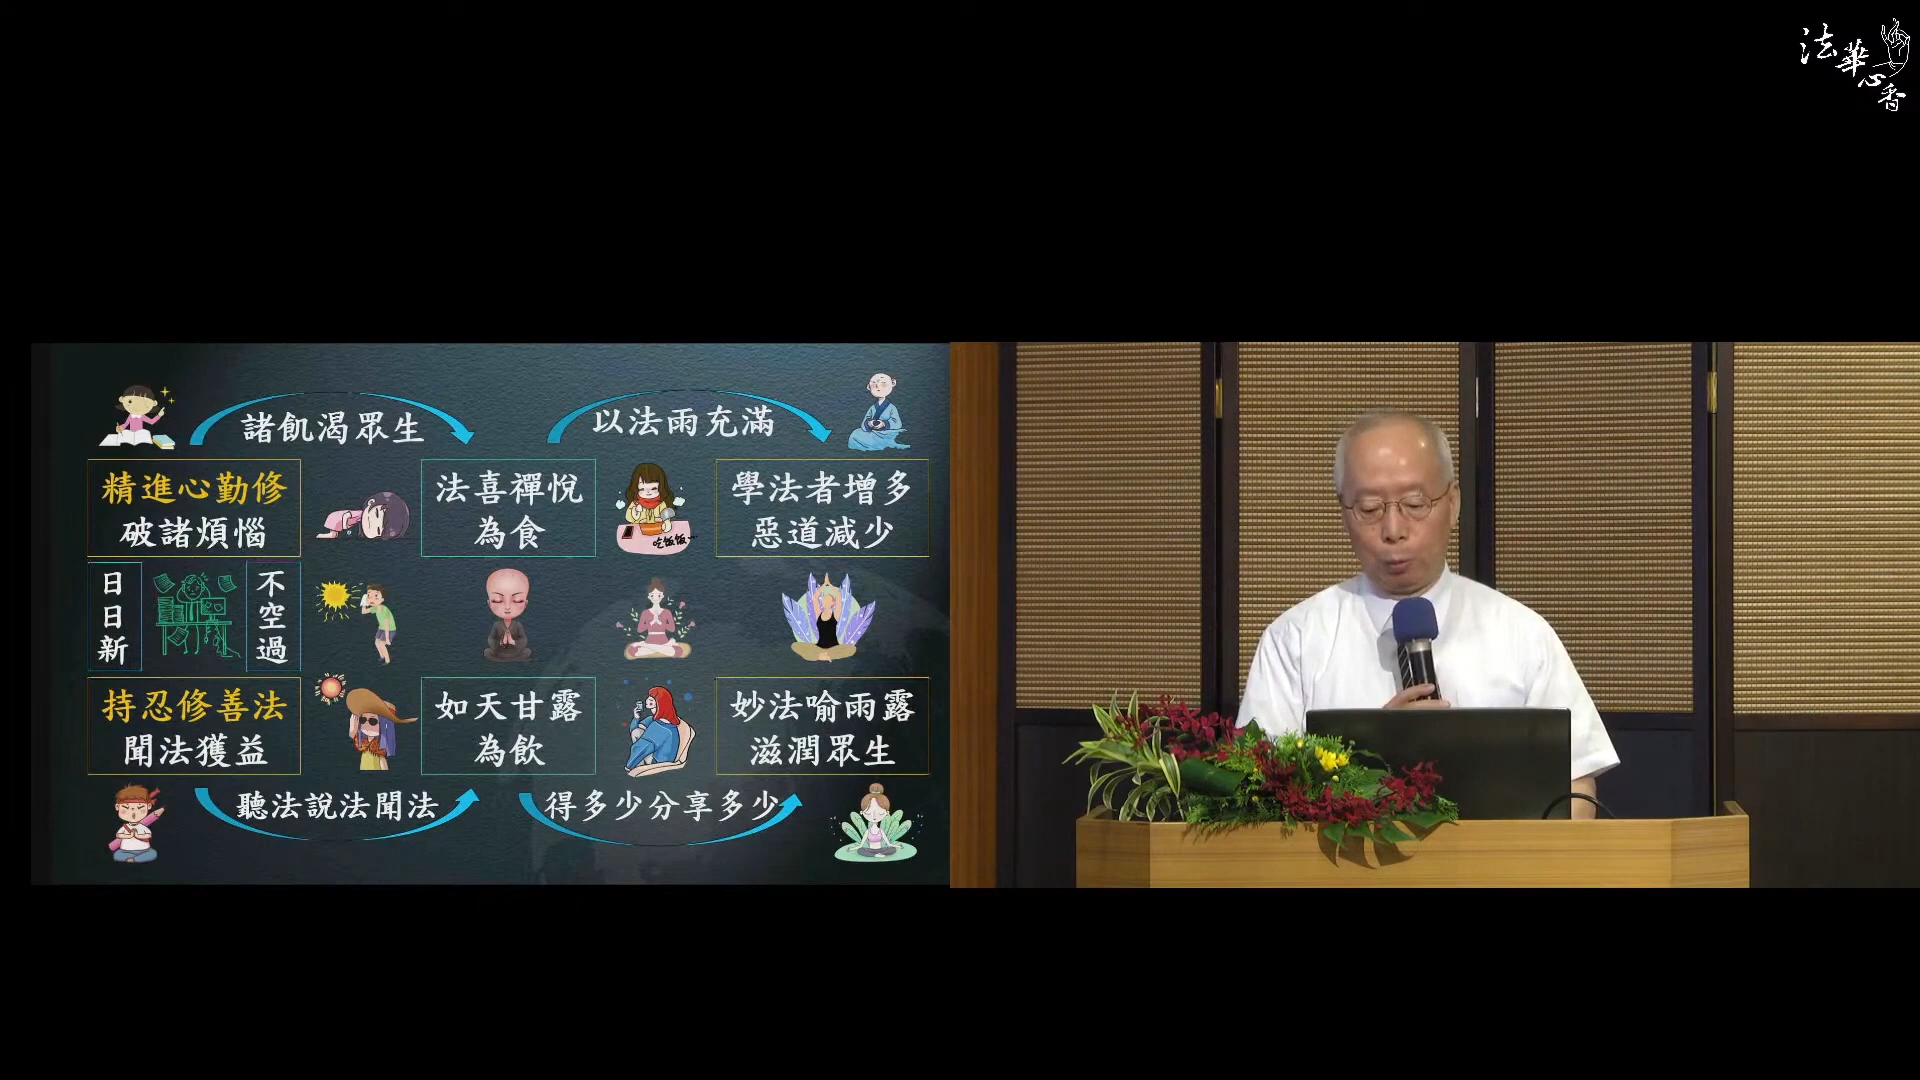 法華心香
諸飢渴眾生
以法雨充滿
精進心勤修
破諸煩惱
法喜禪悅
為食
吃饭饭~
學法者增多
惡道減少
日日新
不空過
持忍修善法
聞法獲益
如天甘露
為飲
妙法喻雨露
滋潤眾生
聽法說法聞法
得多少分享多少